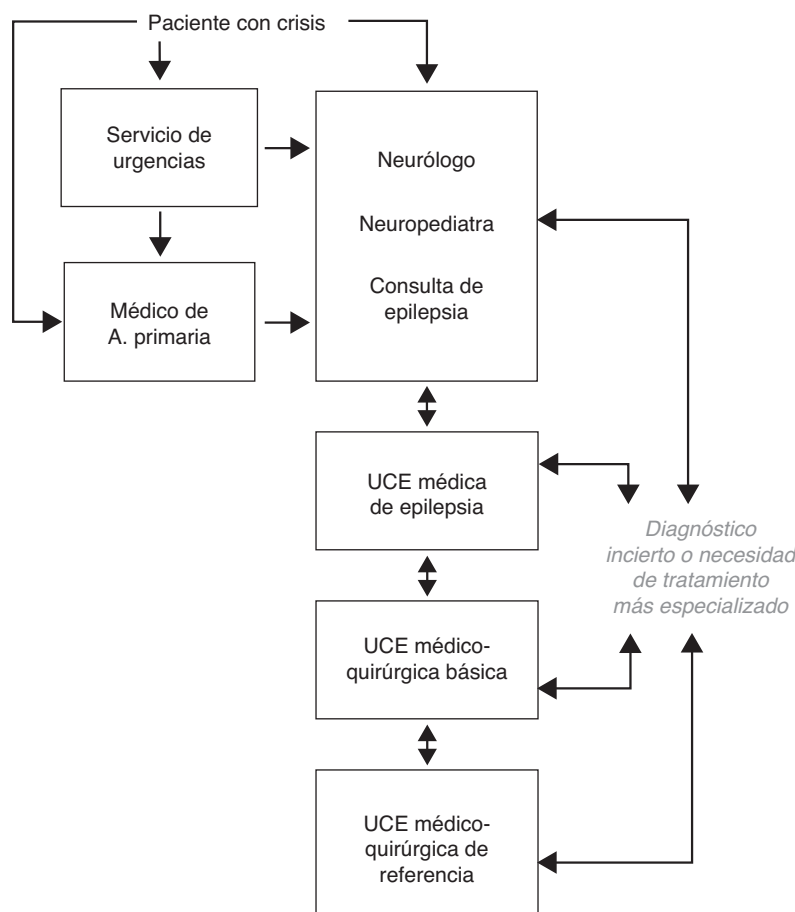 Paciente con crisis
Servicio de
urgencias
Médico de
A. primaria
Neurólogo
Neuropediatra
Consulta de
epilepsia
UCE médica
de epilepsia
Diagnóstico
incierto o necesidad
de tratamiento
más especializado
UCE médico-
quirúrgica básica
UCE médico-
quirúrgica de
referencia